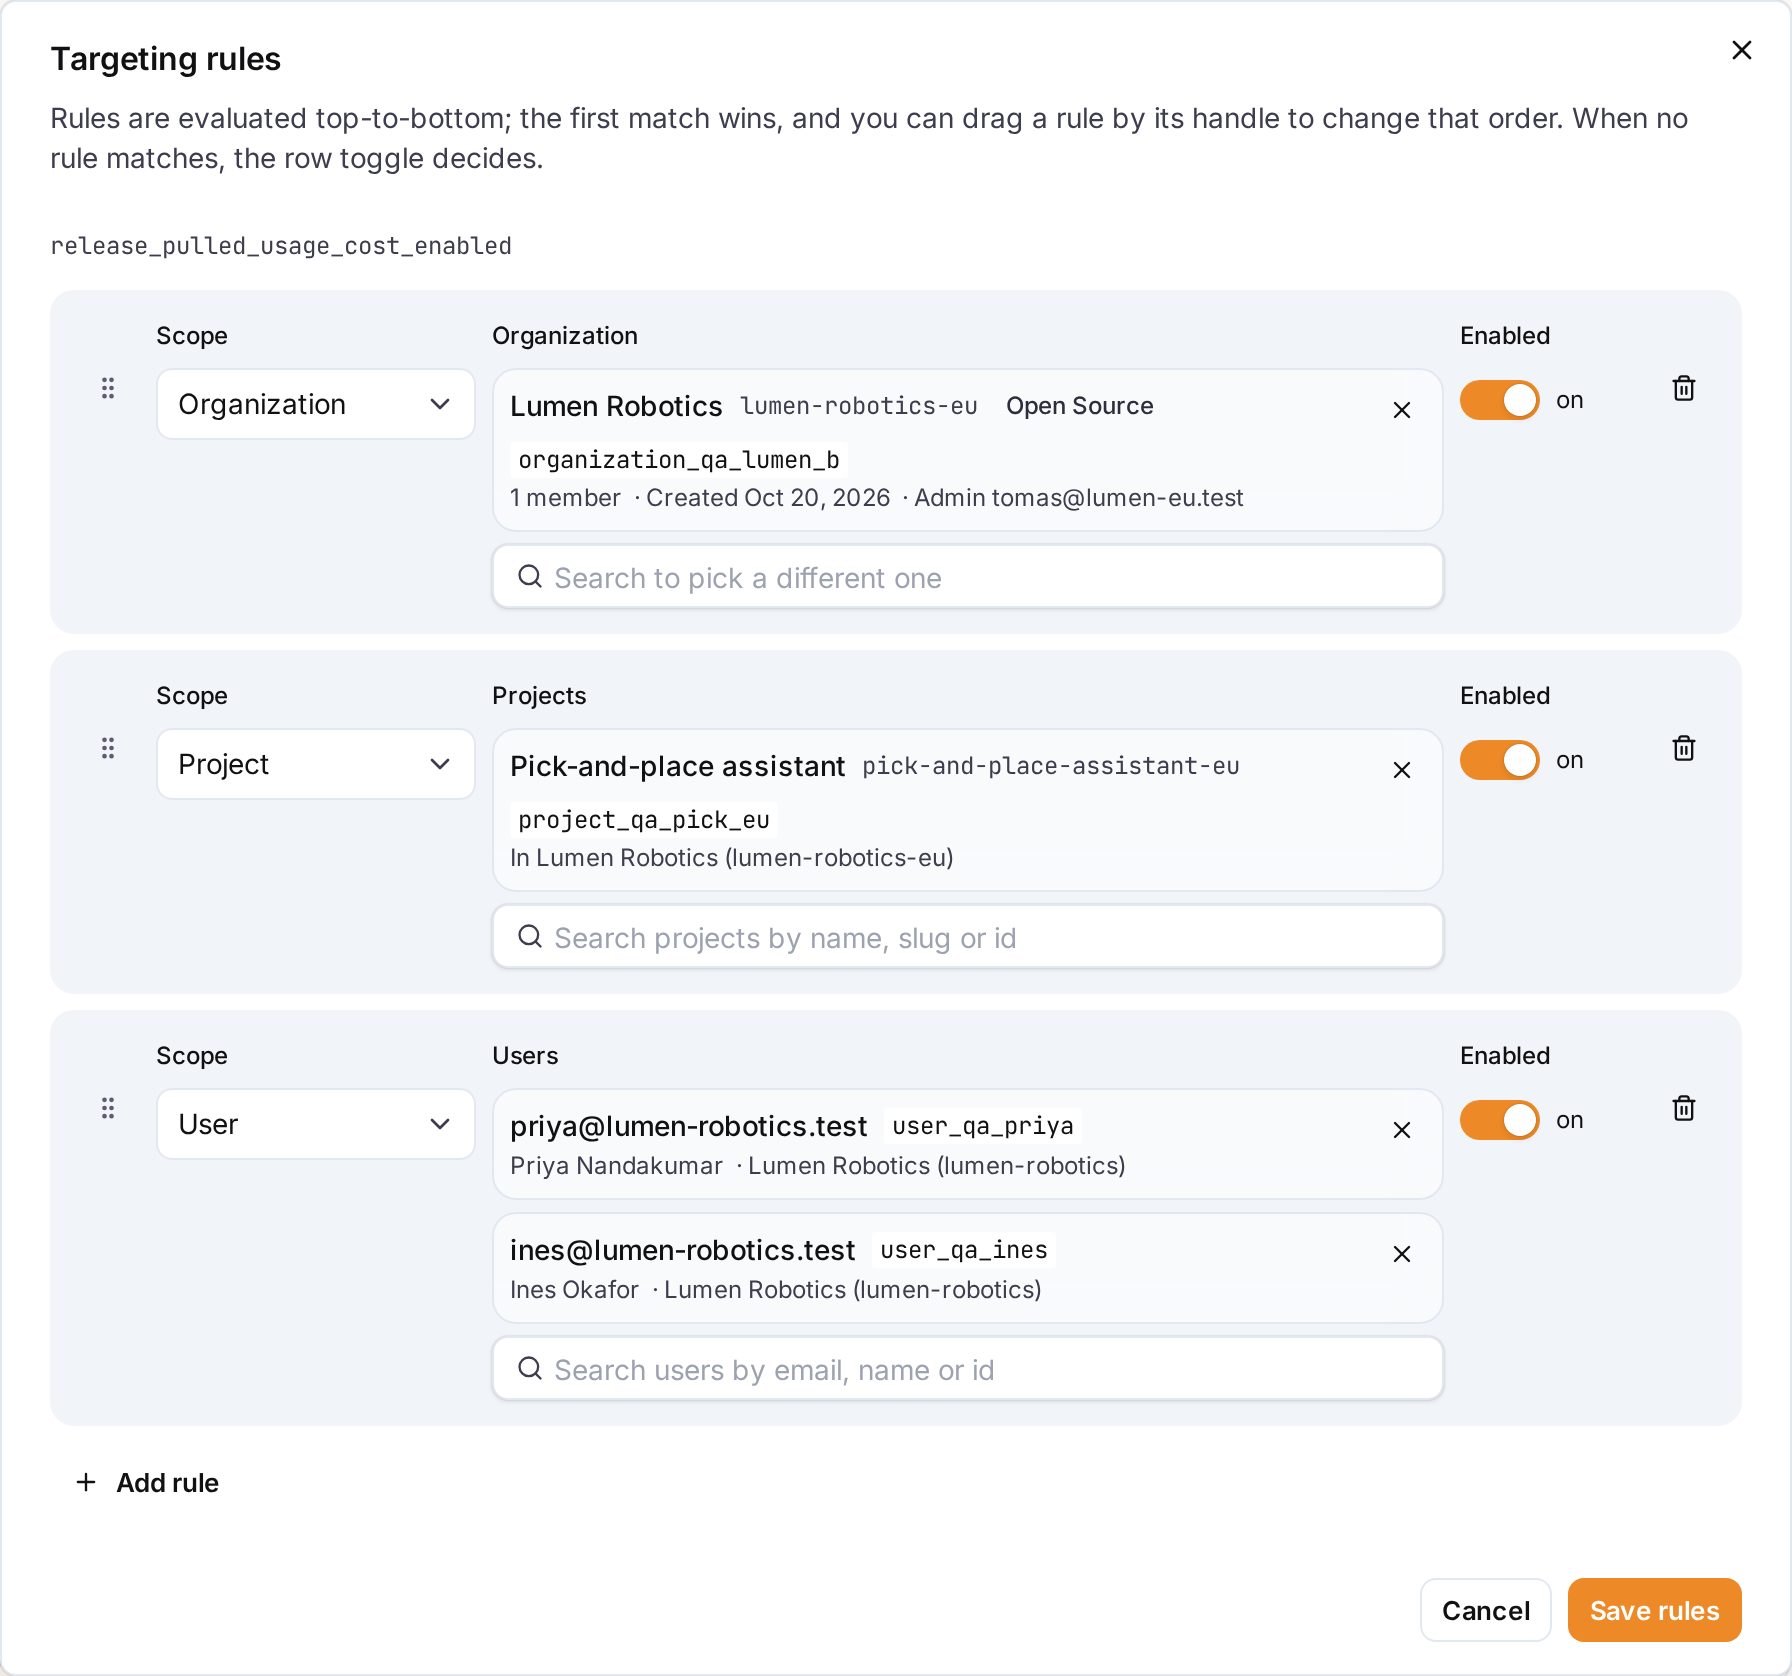 Targeting rules
Rules are evaluated top-to-bottom; the first match wins, and you can drag a rule by its handle to change that order. When no
rule matches, the row toggle decides.
release_pulled_usage_cost_enabled
Scope
Organization
Enabled
Organization
Lumen Robotics lumen-robotics-eu Open Source
on
organization_qa_lumen_b
1 member · Created Oct 20, 2026 · Admin tomas@lumen-eu.test
Search to pick a different one
Scope
Projects
Enabled
Project
Pick-and-place assistant pick-and-place-assistant-eu
on
project_qa_pick_eu
In Lumen Robotics (lumen-robotics-eu)
Search projects by name, slug or id
Scope
Users
Enabled
User
priya@lumen-robotics.test user_qa_priya
on
Priya Nandakumar · Lumen Robotics (lumen-robotics)
ines@lumen-robotics.test user_qa_ines
Ines Okafor · Lumen Robotics (lumen-robotics)
Search users by email, name or id
Add rule
Cancel
Save rules